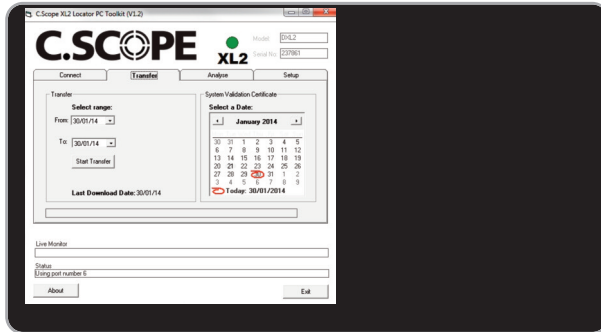 C.Scope XL2 Locator PC Toolkit (V1.2)
C.SCOPE
XL2
Model: DXL2
Serial No: 237861
Connect Transfer Analyse Setup
Transfer
Select range:
From: 30/01/14
To: 30/01/14
Start Transfer
Last Download Date: 30/01/14
System Validation Certificate
Select a Date:
January 2014
30 31 1 2 3 4 5
6 7 8 9 10 11 12
13 14 15 16 17 18 19
20 21 22 23 24 25 26
27 28 29 30 31 1 2
3 4 5 6 7 8 9
Today: 30/01/2014
Live Monitor
Status
Using port number 6
About Exit